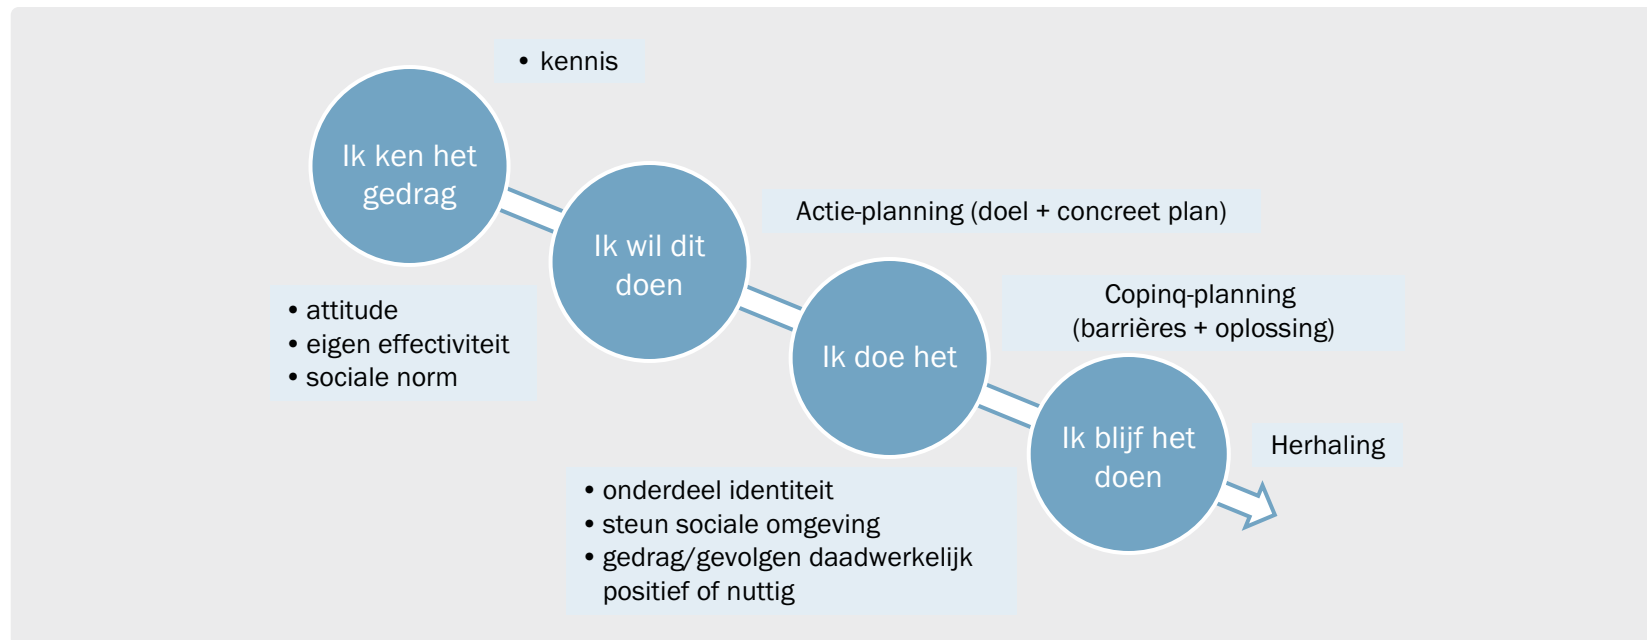 • kennis
Ik ken het
gedrag
Actie-planning (doel + concreet plan)
Ik wil dit
doen
• attitude
• eigen effectiviteit
• sociale norm
Copinq-planning
(barrières + oplossing)
Ik doe het
Ik blijf het
doen
Herhaling
• onderdeel identiteit
• steun sociale omgeving
• gedrag/gevolgen daadwerkelijk
positief of nuttig